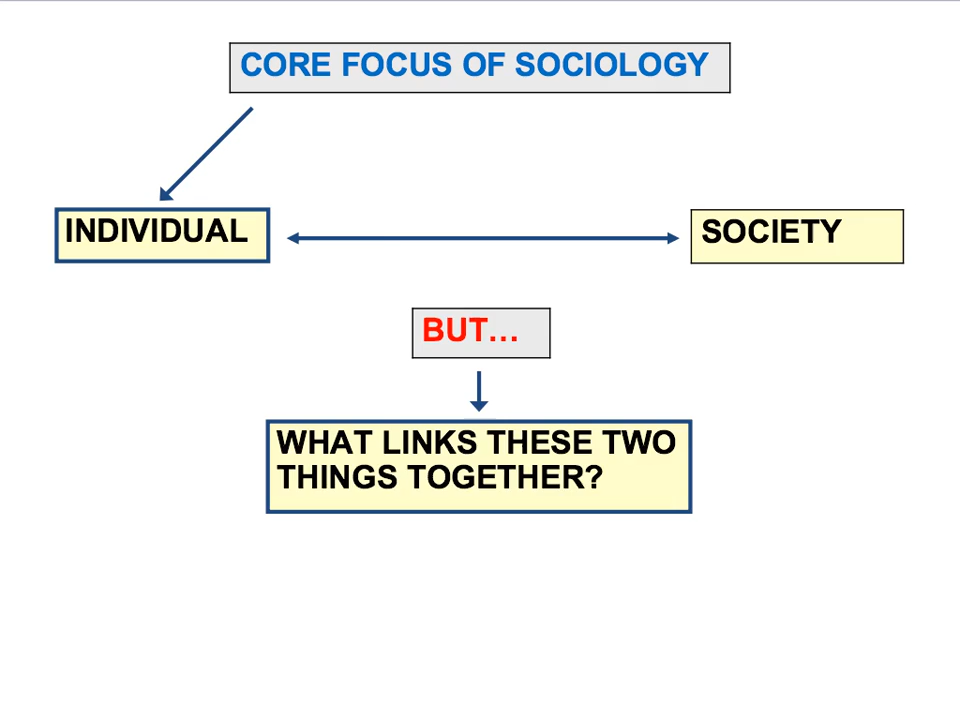 CORE FOCUS OF SOCIOLOGY
INDIVIDUAL
SOCIETY
BUT…
WHAT LINKS THESE TWO
THINGS TOGETHER?